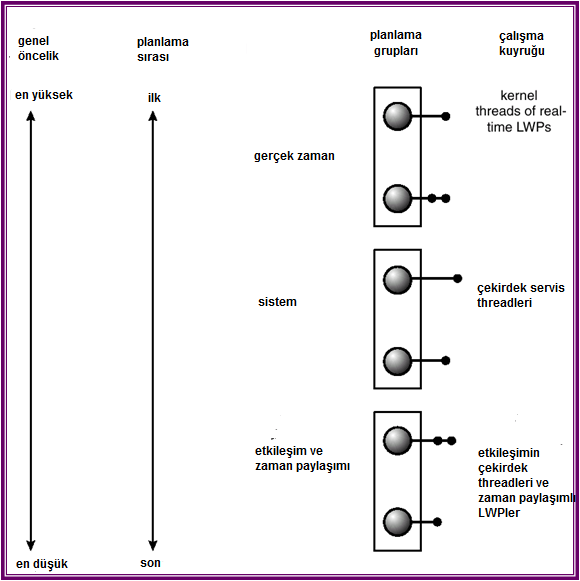 genel
öncelik
planlama
sırası
planlama
grupları
çalışma
kuyruğu
en yüksek
ilk
kernel
threads of real-
time LWPs
gerçek zaman
sistem
çekirdek servis
threadleri
etkileşim ve
zaman paylaşımı
etkileşimin
çekirdek
threadleri ve
zaman paylaşımlı
LWPler
en düşük
son